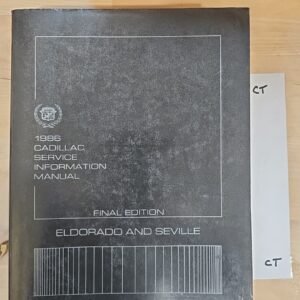 1986
CADILLAC
SERVICE
INFORMATION
MANUAL
FINAL EDITION
ELDORADO AND SEVILLE
CT
CT